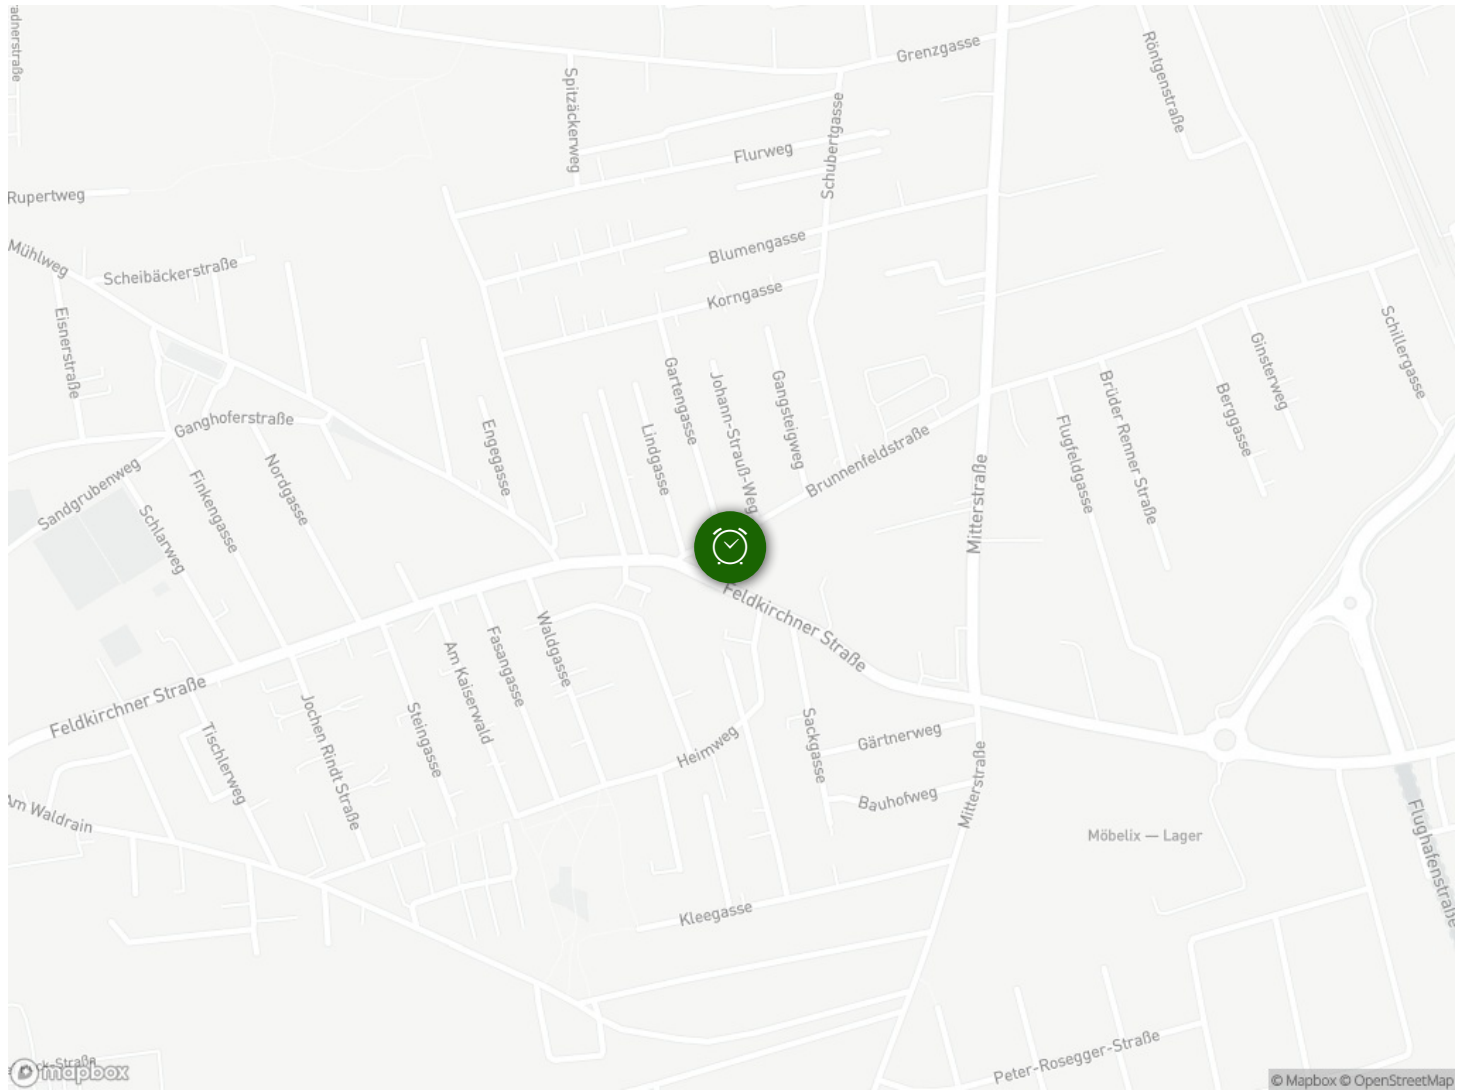 adnerstraße
Grenzgasse
Röntgenstraße
Spitzäckerweg
Schubertgasse
Flurweg
Rupertweg
Mühlweg
Blumengasse
Scheibäckerstraße
Korngasse
Eisnerstraße
Schillergasse
Ginsterweg
Gartengasse
Johann-Strauß-Weg
Gangsteigweg
Brüder Renner Straße
Berggasse
Ganghoferstraße
Engegasse
Lindgasse
Flugfeldgasse
Brunnenfeldstraße
Sandgrubenweg
Finkengasse
Nordgasse
Mitterstraße
Schlarweg
Feldkirchner Straße
Waldgasse
Fasangasse
Am Kaiserwald
Feldkirchner Straße
Jochen Rindt Straße
Steingasse
Tischlerweg
Heimweg
Sackgasse
Gärtnerweg
Mitterstraße
Bauhofweg
Am Waldrain
Möbelix — Lager
Flughafenstraße
Kleegasse
Peter-Rosegger-Straße
ck-Straße
mapbox
© Mapbox © OpenStreetMap